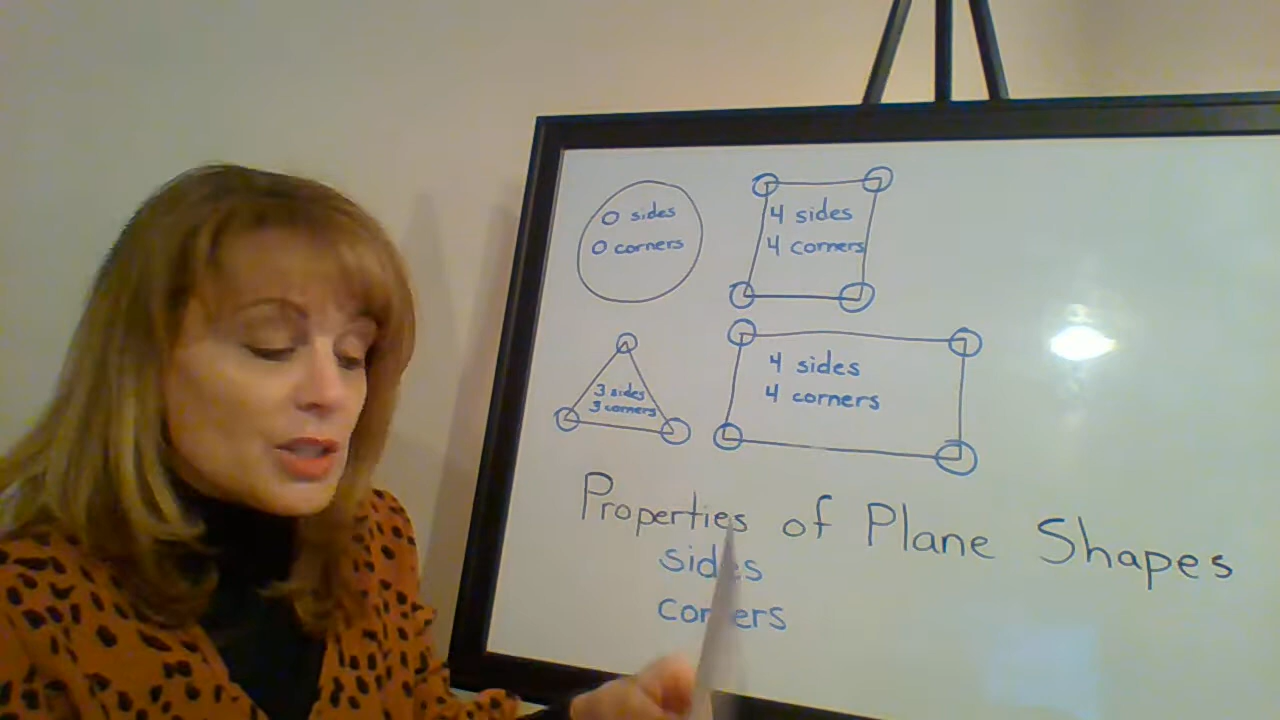 0 sides
0 corners
4 sides
4 corners
3 sides
3 corners
4 sides
4 corners
Properties of Plane Shapes
sides
corners